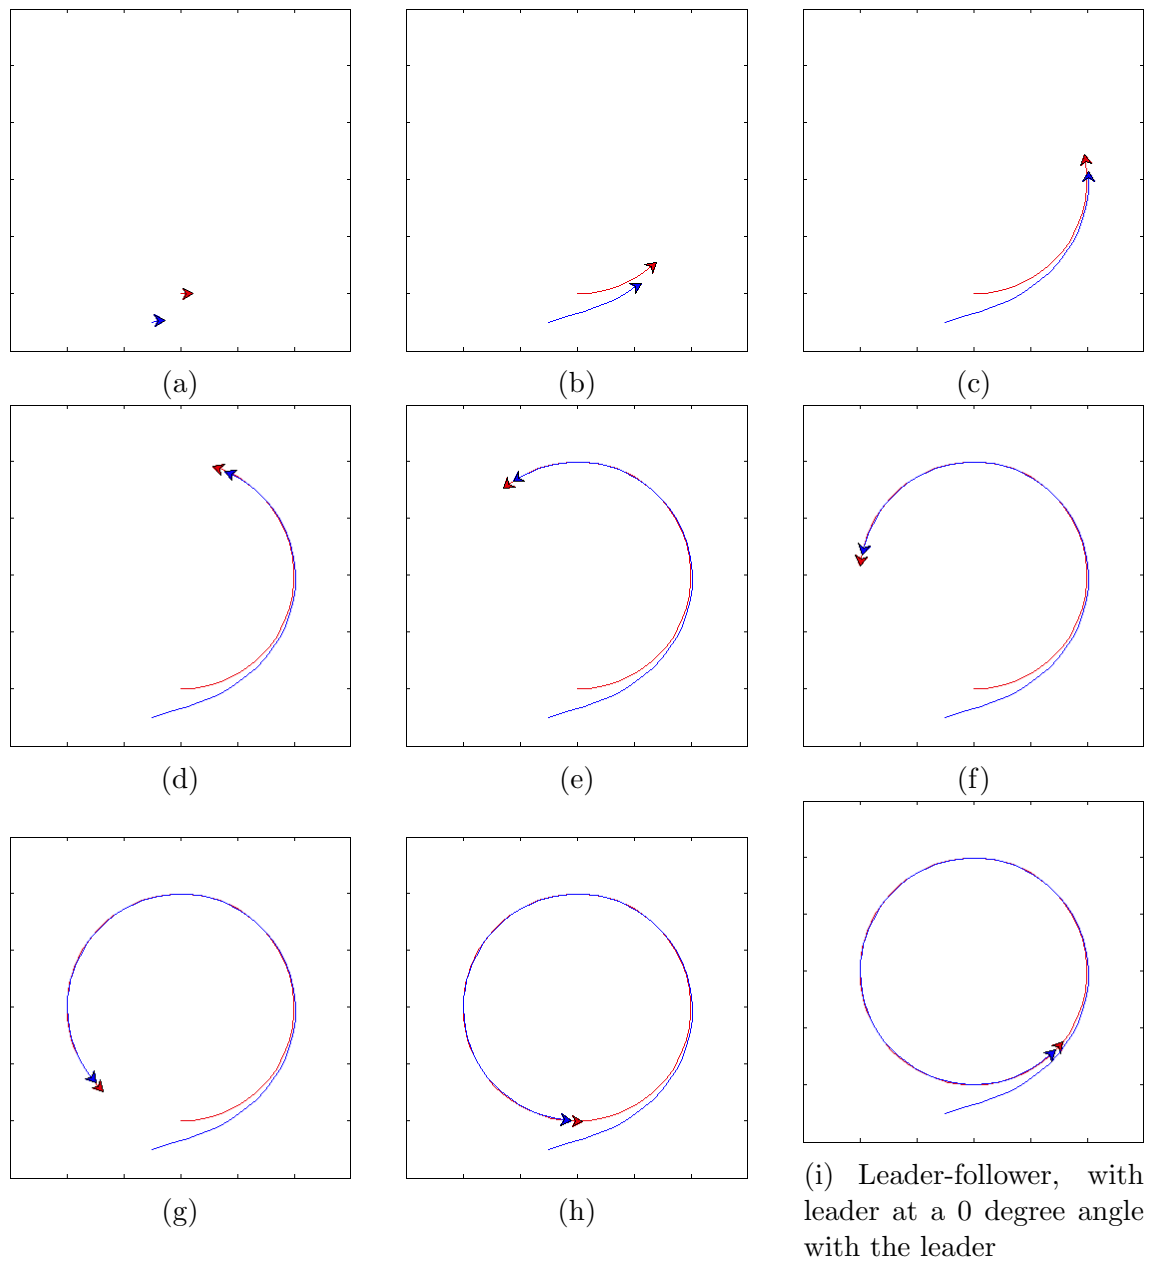 (a)
(b)
(c)
(d)
(e)
(f)
(g)
(h)
(i) Leader-follower, with
leader at a 0 degree angle
with the leader